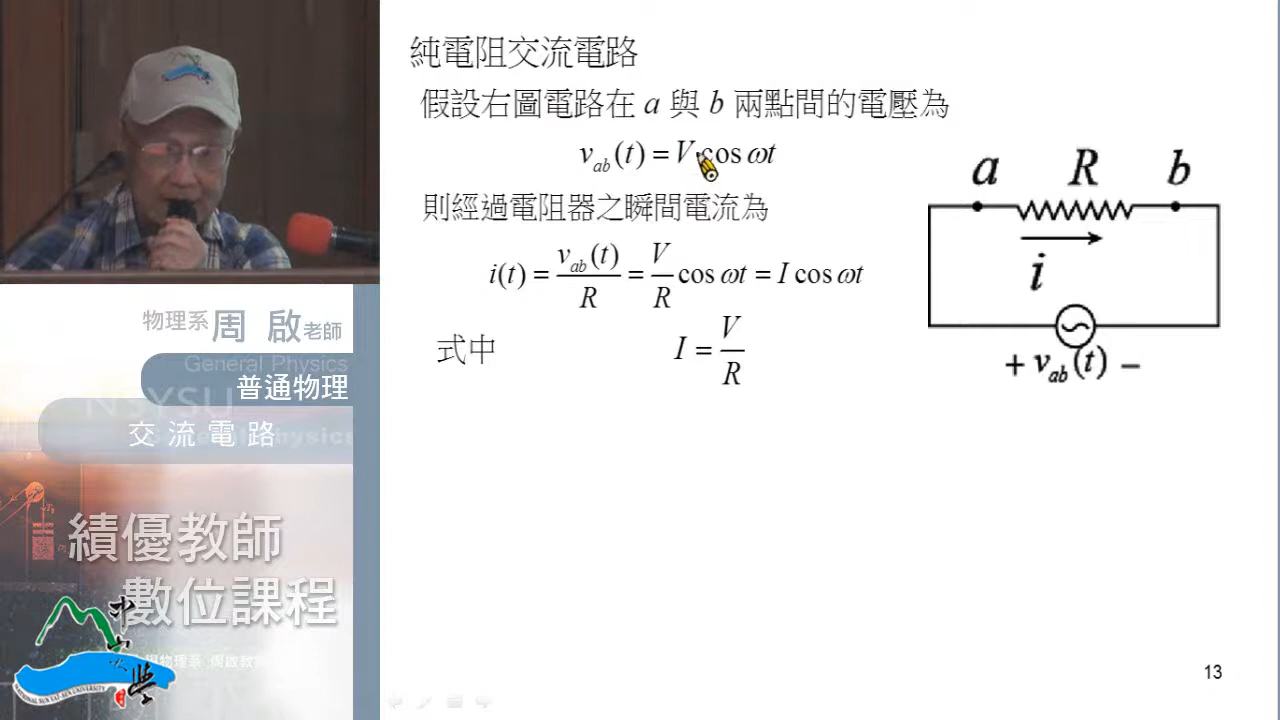 純電阻交流電路
假設右圖電路在 a 與 b 兩點間的電壓為
v_ab(t) = V cos ωt
則經過電阻器之瞬間電流為
i(t) = v_ab(t)/R = V/R cos ωt = I cos ωt
式中 I = V/R
a R b
i
+ v_ab(t) −
物理系 周 啟 老師
General Physics
普通物理
NSYSU
交流電路
績優教師
數位課程
13